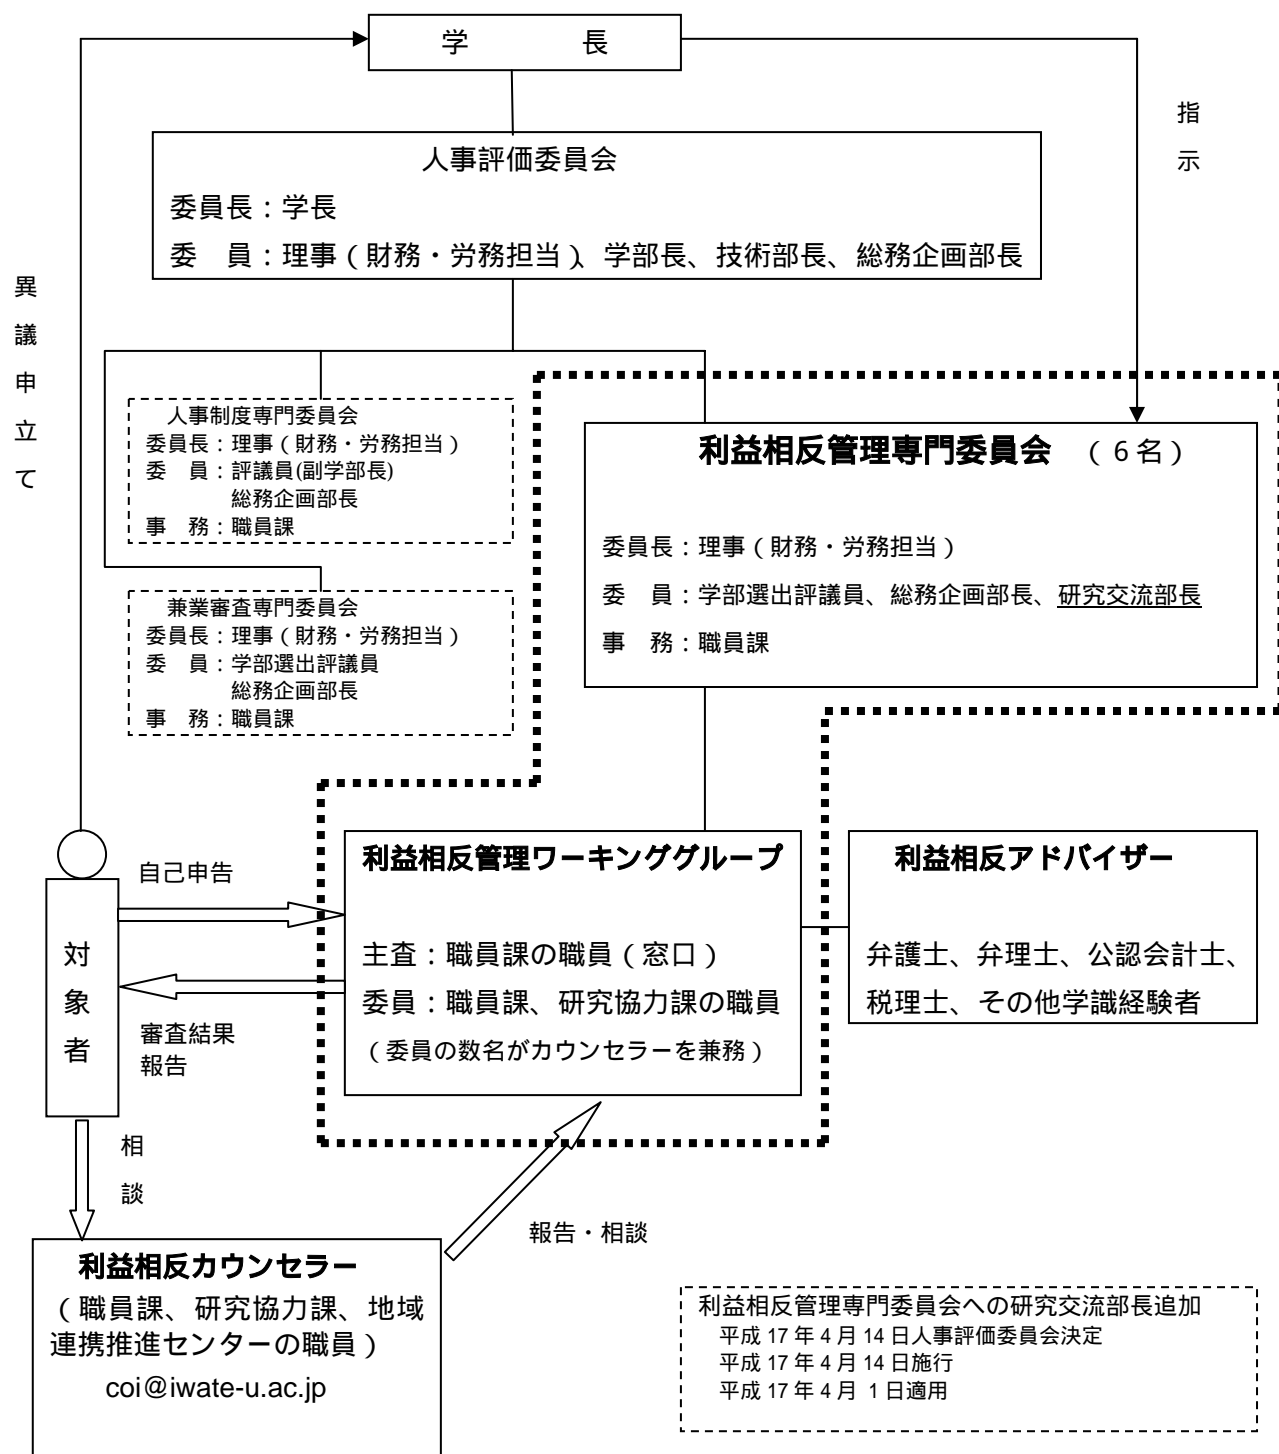 学　　　　長
指示
人事評価委員会
委員長：学長
委　員：理事（財務・労務担当）、学部長、技術部長、総務企画部長
異議申立て
人事制度専門委員会
委員長：理事（財務・労務担当）
委　員：評議員(副学部長)
総務企画部長
事　務：職員課
利益相反管理専門委員会　（６名）
委員長：理事（財務・労務担当）
委　員：学部選出評議員、総務企画部長、研究交流部長
事　務：職員課
兼業審査専門委員会
委員長：理事（財務・労務担当）
委　員：学部選出評議員
総務企画部長
事　務：職員課
対象者
自己申告
審査結果
報告
利益相反管理ワーキンググループ
主査：職員課の職員（窓口）
委員：職員課、研究協力課の職員
（委員の数名がカウンセラーを兼務）
利益相反アドバイザー
弁護士、弁理士、公認会計士、
税理士、その他学識経験者
相談
報告・相談
利益相反カウンセラー
（職員課、研究協力課、地域
連携推進センターの職員）
coi@iwate-u.ac.jp
利益相反管理専門委員会への研究交流部長追加
平成 17 年 4 月 14 日人事評価委員会決定
平成 17 年 4 月 14 日施行
平成 17 年 4 月 1 日適用